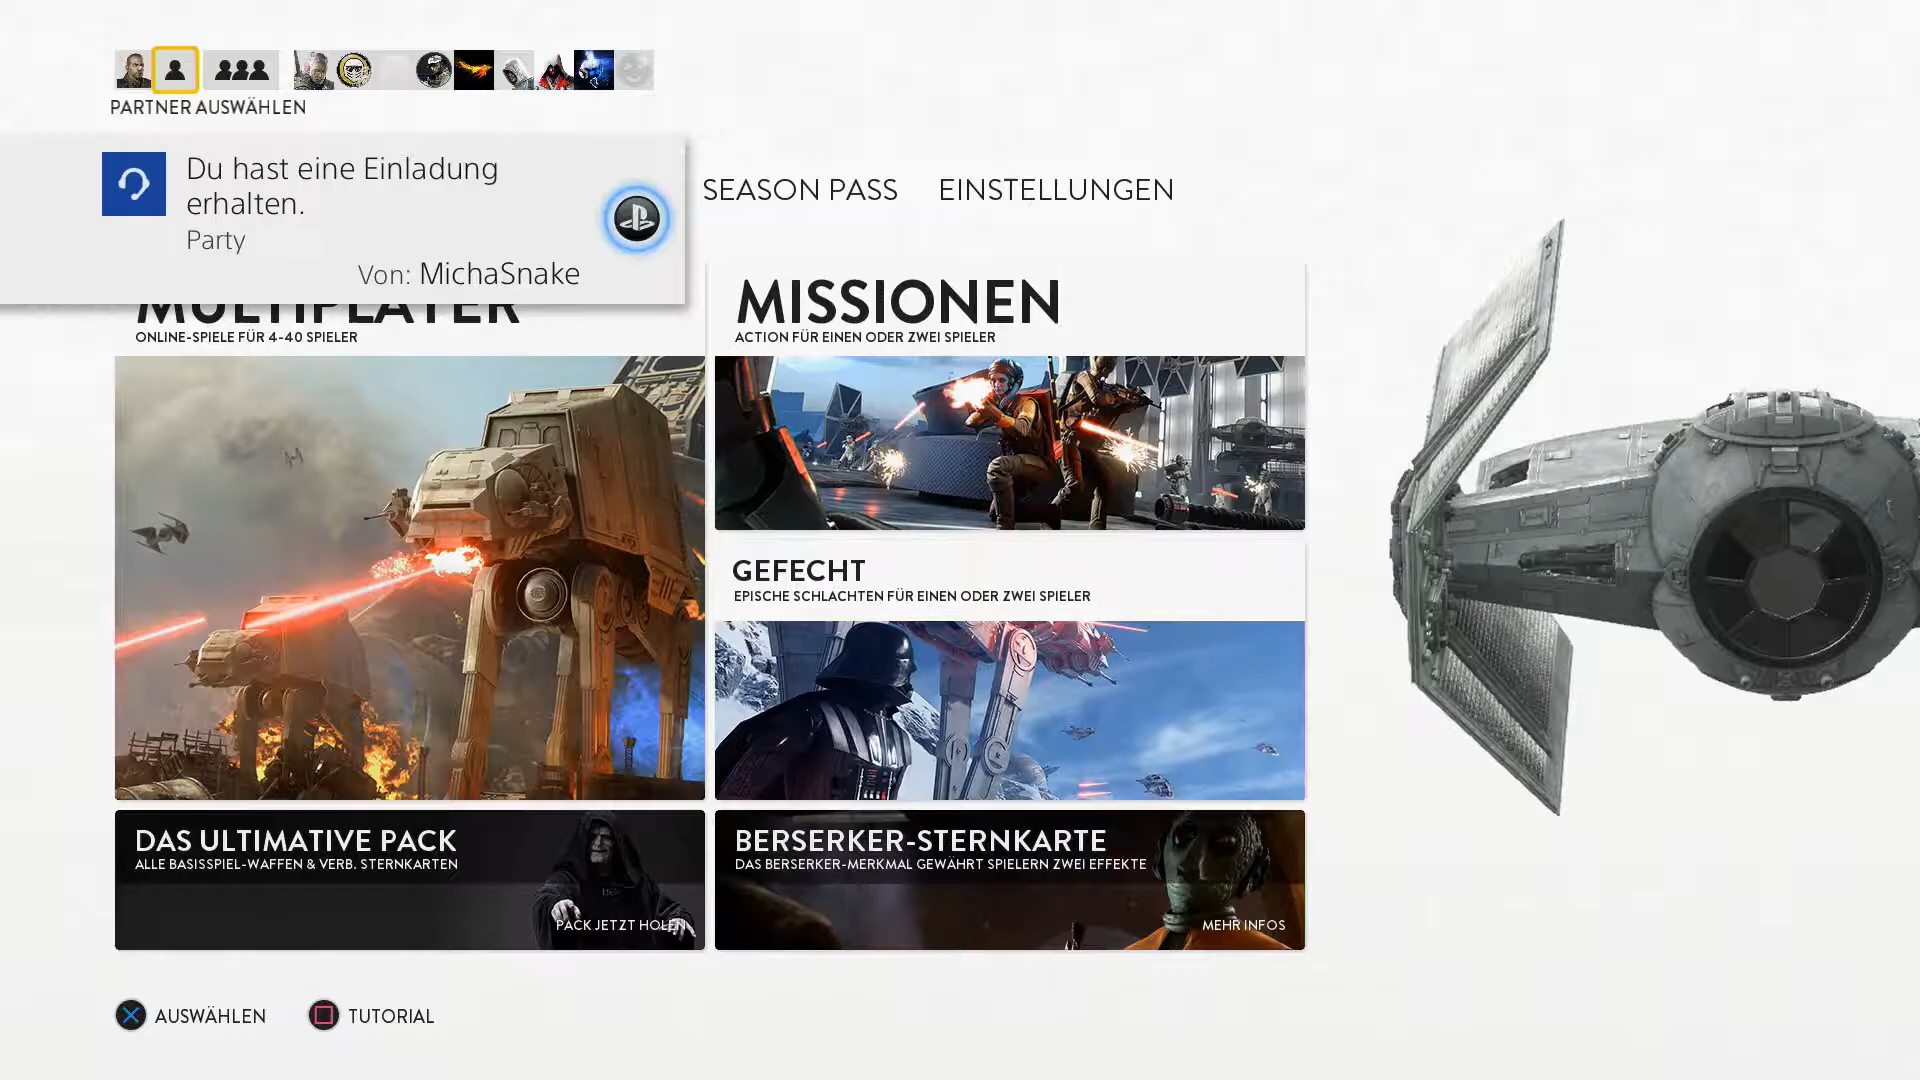 PARTNER AUSWÄHLEN
Du hast eine Einladung
erhalten.
Party
Von: MichaSnake
SEASON PASS
EINSTELLUNGEN
MULTIPLAYER
ONLINE-SPIELE FÜR 4-40 SPIELER
MISSIONEN
ACTION FÜR EINEN ODER ZWEI SPIELER
GEFECHT
EPISCHE SCHLACHTEN FÜR EINEN ODER ZWEI SPIELER
DAS ULTIMATIVE PACK
ALLE BASISSPIEL-WAFFEN & VERB. STERNKARTEN
PACK JETZT HOLEN
BERSERKER-STERNKARTE
DAS BERSERKER-MERKMAL GEWÄHRT SPIELERN ZWEI EFFEKTE
MEHR INFOS
AUSWÄHLEN
TUTORIAL